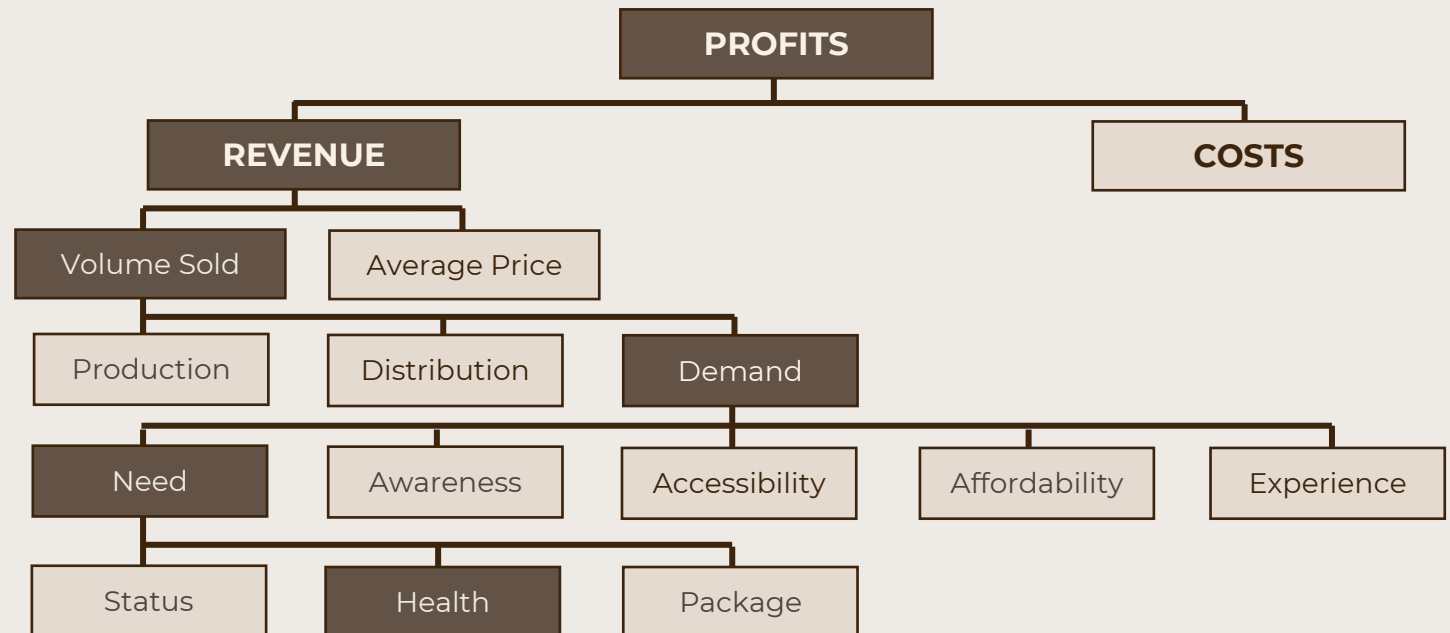 PROFITS
REVENUE
COSTS
Volume Sold
Average Price
Production
Distribution
Demand
Need
Awareness
Accessibility
Affordability
Experience
Status
Health
Package